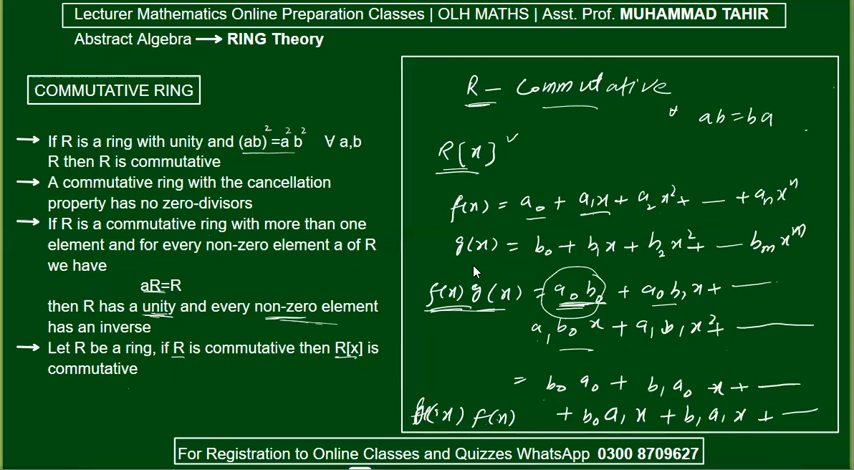 Lecturer Mathematics Online Preparation Classes | OLH MATHS | Asst. Prof. MUHAMMAD TAHIR
Abstract Algebra ⟶ RING Theory
COMMUTATIVE RING
→ If R is a ring with unity and (ab)² = a² b² ∀ a,b
R then R is commutative
→ A commutative ring with the cancellation
property has no zero-divisors
→ If R is a commutative ring with more than one
element and for every non-zero element a of R
we have
aR=R
then R has a unity and every non-zero element
has an inverse
→ Let R be a ring, if R is commutative then R[x] is
commutative
R – Commutative
ab = ba
R[x]
f(x) = a₀ + a₁x + a₂x² + — + aₙxⁿ
g(x) = b₀ + b₁x + b₂x² + — bₘxᵐ
f(x) g(x) = a₀b₀ + a₀b₁x + —
a₁b₀x + a₁b₁x² + —
= b₀a₀ + b₁a₀ x + —
g(x) f(x) + b₀a₁x + b₁a₁x + —
For Registration to Online Classes and Quizzes WhatsApp 0300 8709627